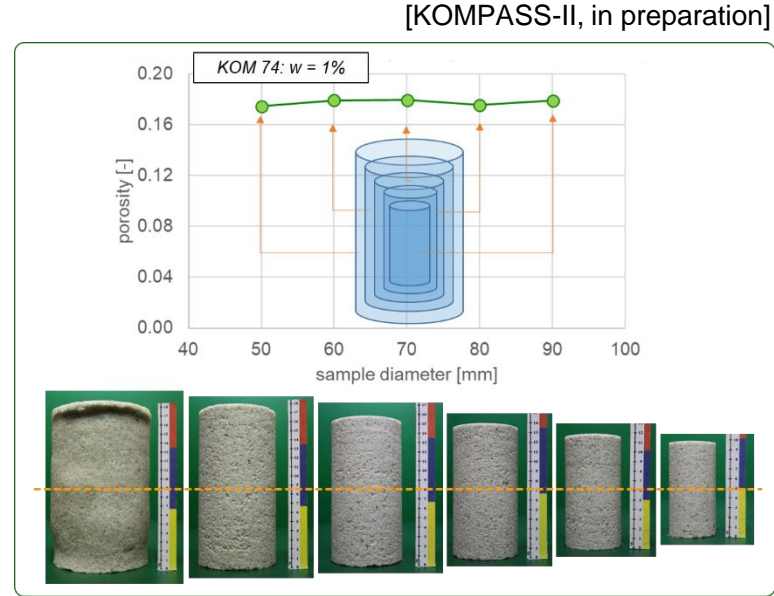 [KOMPASS-II, in preparation]
KOM 74: w = 1%
0.20
0.16
0.12
0.08
0.04
0.00
porosity [-]
40 50 60 70 80 90 100
sample diameter [mm]